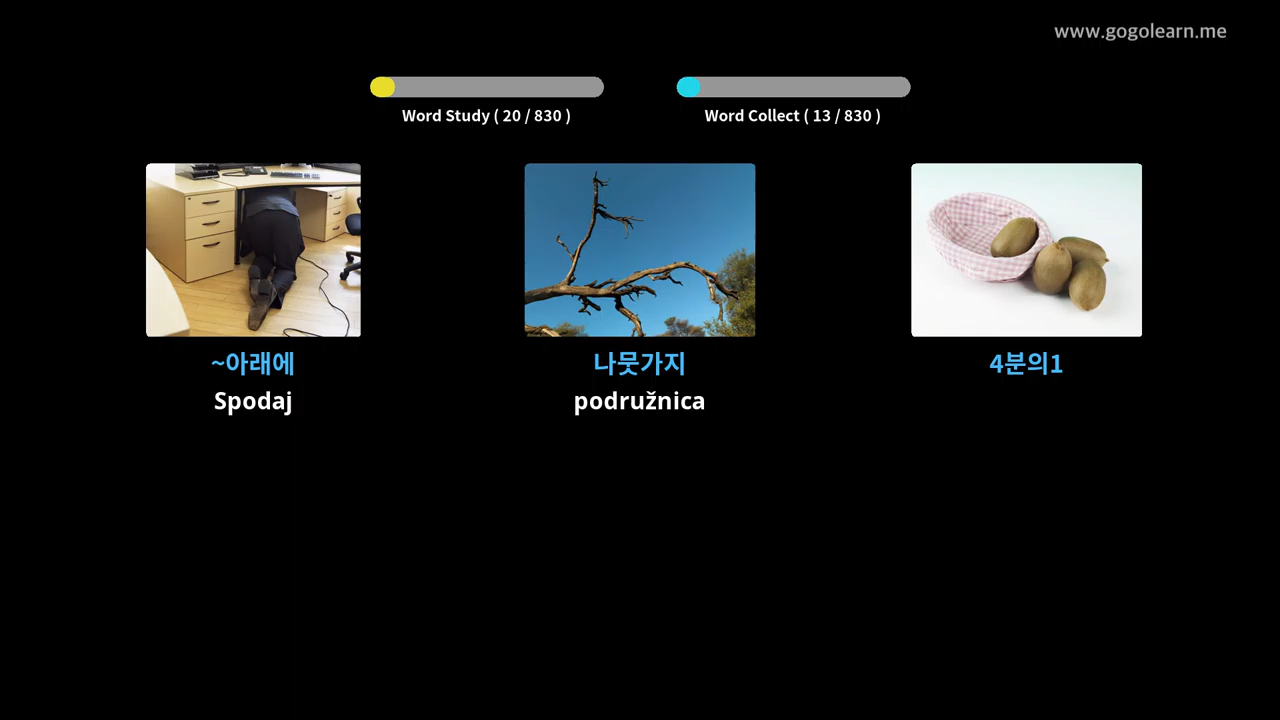 www.gogolearn.me
Word Study ( 20 / 830 )
Word Collect ( 13 / 830 )
~아래에
나뭇가지
4분의1
Spodaj
podružnica